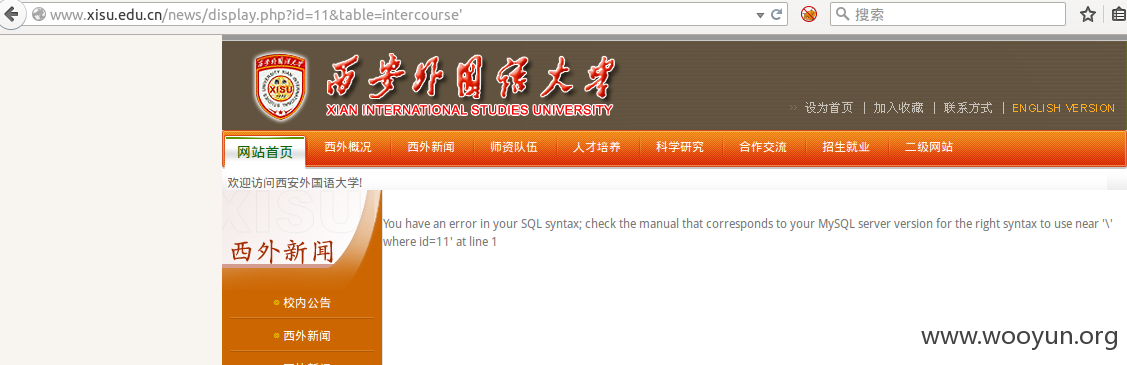 www.xisu.edu.cn/news/display.php?id=11&table=intercourse'
搜索
西安外国语大学
XIAN INTERNATIONAL STUDIES UNIVERSITY
XISU
设为首页 | 加入收藏 | 联系方式 | ENGLISH VERSION
网站首页 西外概况 西外新闻 师资队伍 人才培养 科学研究 合作交流 招生就业 二级网站
欢迎访问西安外国语大学!
XISU
西外新闻
You have an error in your SQL syntax; check the manual that corresponds to your MySQL server version for the right syntax to use near '\'
where id=11' at line 1
校内公告
西外新闻
www.wooyun.org